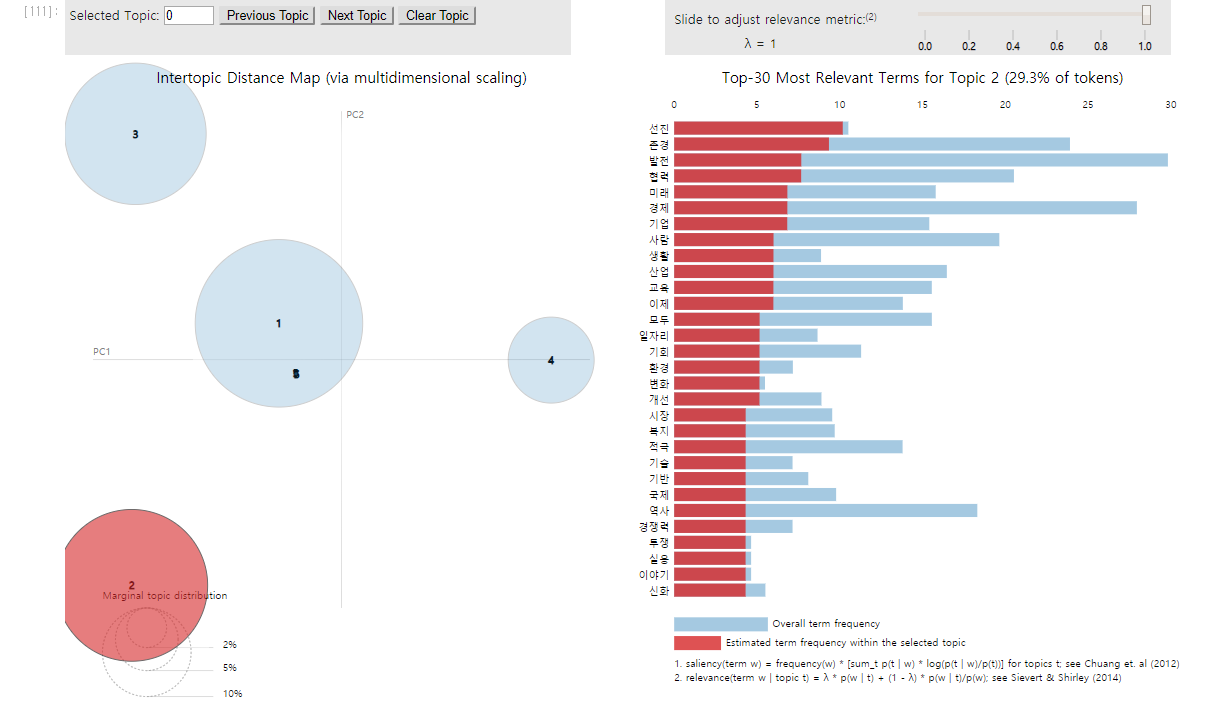 [111]:
Selected Topic: 0 Previous Topic Next Topic Clear Topic
Slide to adjust relevance metric:(2)
λ = 1
0.0 0.2 0.4 0.6 0.8 1.0
Intertopic Distance Map (via multidimensional scaling)
PC2
PC1
3
1
4
2
Marginal topic distribution
2%
5%
10%
Top-30 Most Relevant Terms for Topic 2 (29.3% of tokens)
0 5 10 15 20 25 30
선진
존경
발전
협력
미래
경제
기업
사람
생활
산업
교육
이제
모두
일자리
기회
환경
변화
개선
시장
복지
적극
기술
기반
국제
역사
경쟁력
투쟁
실용
이야기
신화
Overall term frequency
Estimated term frequency within the selected topic
1. saliency(term w) = frequency(w) * [sum_t p(t | w) * log(p(t | w)/p(t))] for topics t; see Chuang et. al (2012)
2. relevance(term w | topic t) = λ * p(w | t) + (1 - λ) * p(w | t)/p(w); see Sievert & Shirley (2014)